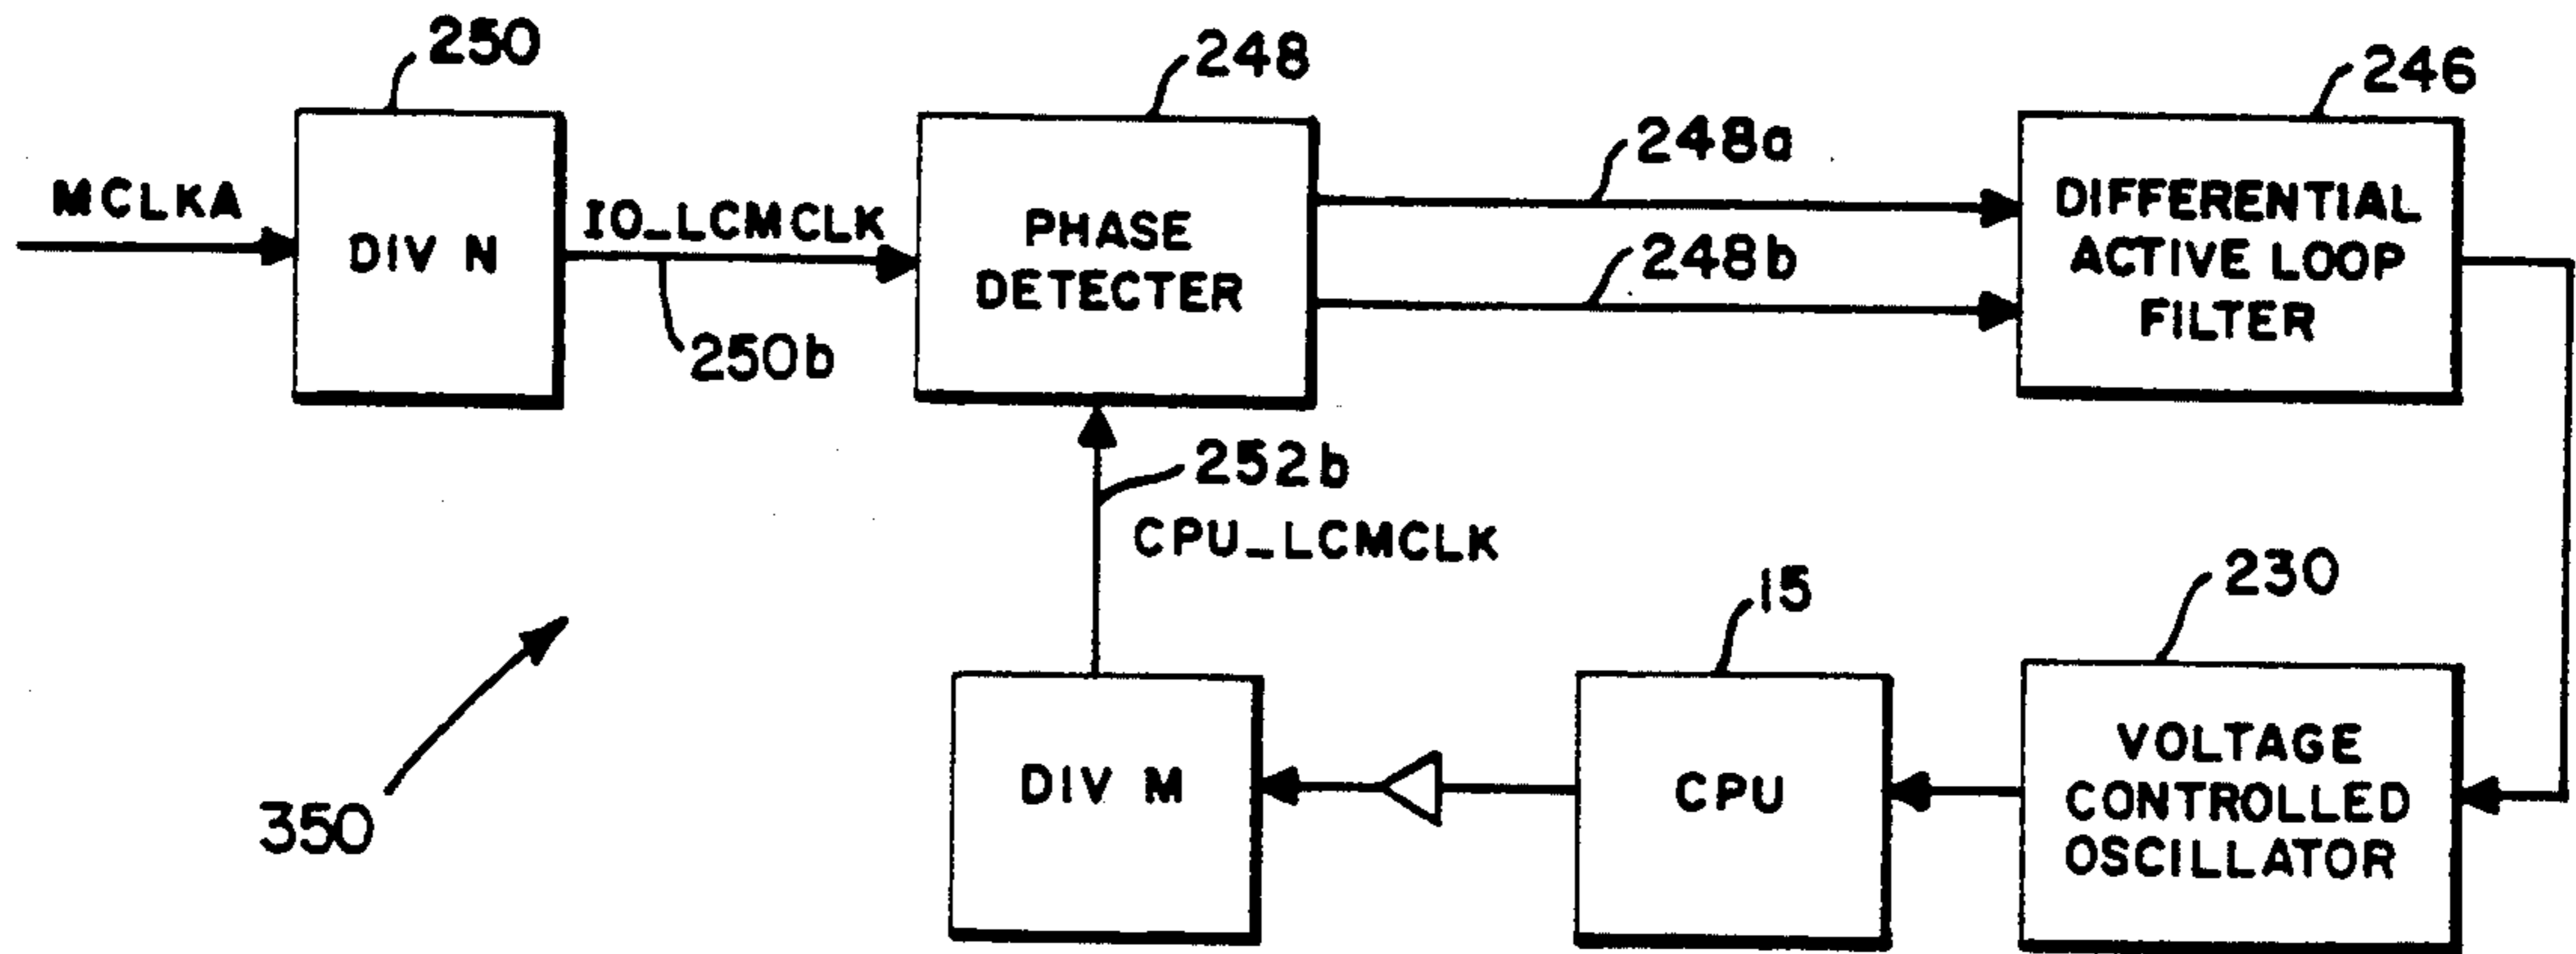 250
248
246
MCLKA
DIV N
IO_LCMCLK
250b
PHASE
DETECTER
248a
248b
DIFFERENTIAL
ACTIVE LOOP
FILTER
252b
CPU_LCMCLK
350
DIV M
15
CPU
230
VOLTAGE
CONTROLLED
OSCILLATOR